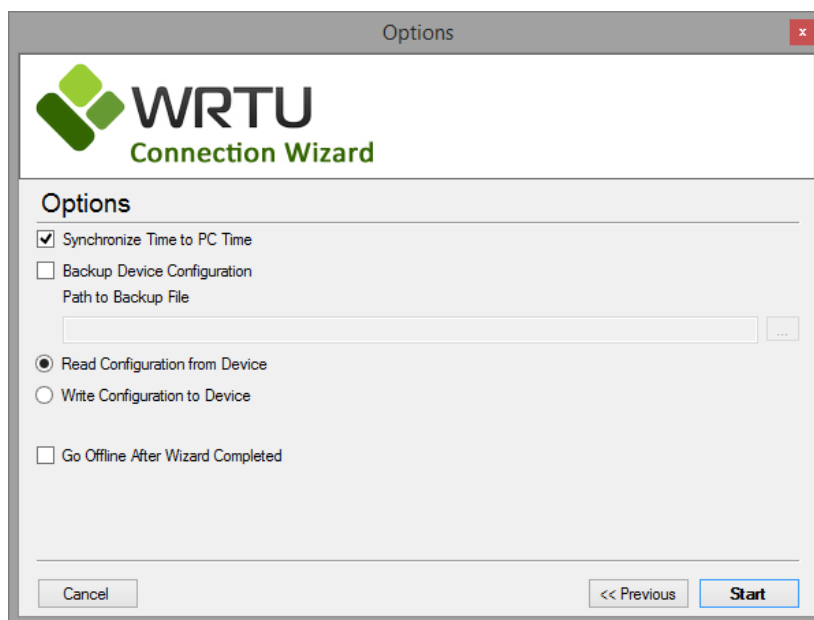 Options
x
WRTU
Connection Wizard
Options
Synchronize Time to PC Time
Backup Device Configuration
Path to Backup File
...
Read Configuration from Device
Write Configuration to Device
Go Offline After Wizard Completed
Cancel
<< Previous
Start